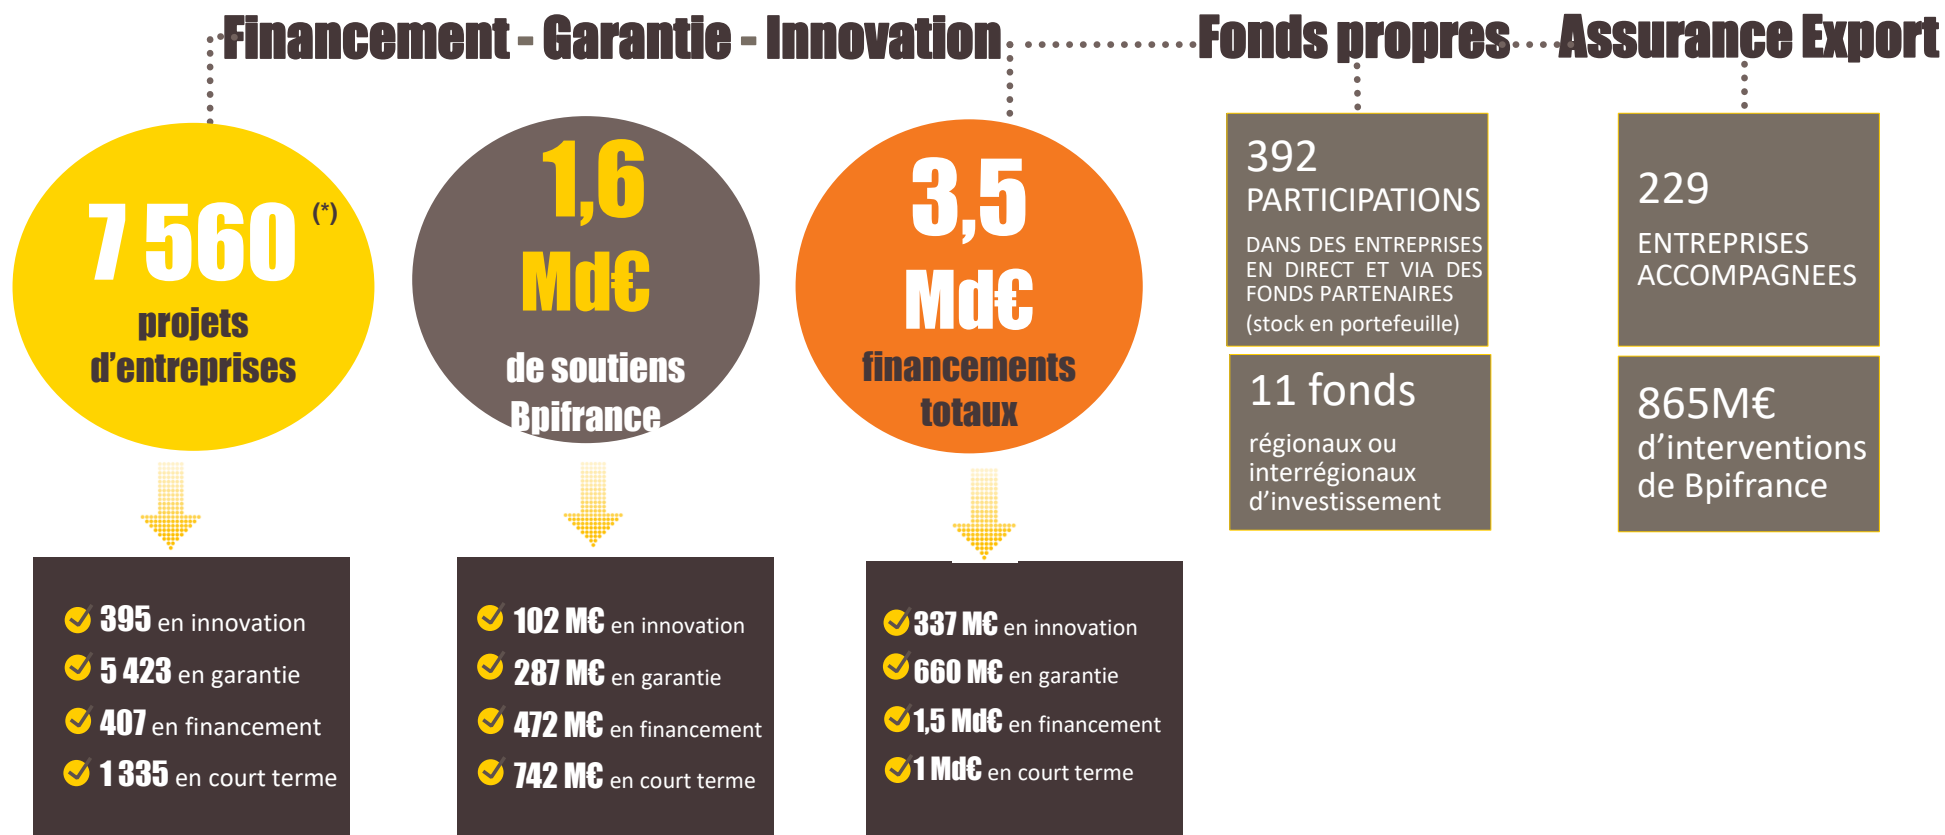 Financement - Garantie - Innovation
Fonds propres
Assurance Export
7 560 (*)
projets
d'entreprises
1,6
Md€
de soutiens
Bpifrance
3,5
Md€
financements
totaux
392
PARTICIPATIONS
DANS DES ENTREPRISES
EN DIRECT ET VIA DES
FONDS PARTENAIRES
(stock en portefeuille)
11 fonds
régionaux ou
interrégionaux
d'investissement
229
ENTREPRISES
ACCOMPAGNEES
865M€
d'interventions
de Bpifrance
395 en innovation
5 423 en garantie
407 en financement
1 335 en court terme
102 M€ en innovation
287 M€ en garantie
472 M€ en financement
742 M€ en court terme
337 M€ en innovation
660 M€ en garantie
1,5 Md€ en financement
1 Md€ en court terme